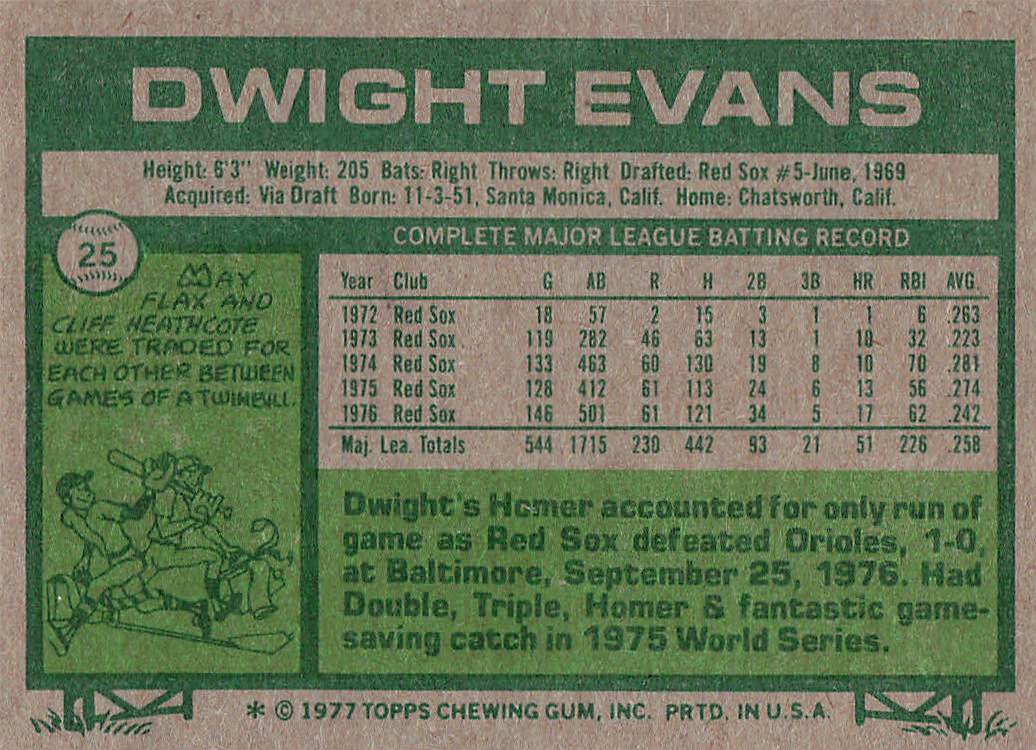 DWIGHT EVANS
Height: 6'3" Weight: 205 Bats: Right Throws: Right Drafted: Red Sox #5-June, 1969
Acquired: Via Draft Born: 11-3-51, Santa Monica, Calif. Home: Chatsworth, Calif.
25
MAX
FLAX AND
CLIFF HEATHCOTE
WERE TRADED FOR
EACH OTHER BETWEEN
GAMES OF A TWINBILL.
COMPLETE MAJOR LEAGUE BATTING RECORD
Year Club G AB R H 2B 3B HR RBI AVG.
1972 Red Sox 18 57 2 15 3 1 1 6 .263
1973 Red Sox 119 282 46 63 13 1 10 32 .223
1974 Red Sox 133 463 60 130 19 8 10 70 .281
1975 Red Sox 128 412 61 113 24 6 13 56 .274
1976 Red Sox 146 501 61 121 34 5 17 62 .242
Maj. Lea. Totals 544 1715 230 442 93 21 51 226 .258
Dwight's Homer accounted for only run of
game as Red Sox defeated Orioles, 1-0,
at Baltimore, September 25, 1976. Had
Double, Triple, Homer & fantastic game-
saving catch in 1975 World Series.
* © 1977 TOPPS CHEWING GUM, INC. PRTD. IN U.S.A.